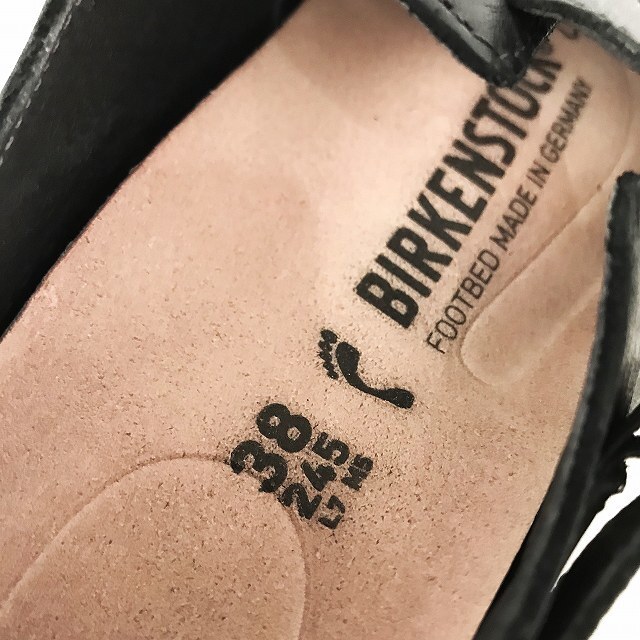 BIRKENSTOCK
FOOTBED MADE IN GERMANY
38
245
L7 M5